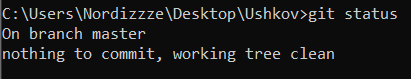 C:\Users\Nordizzze\Desktop\Ushkov>git status
On branch master
nothing to commit, working tree clean